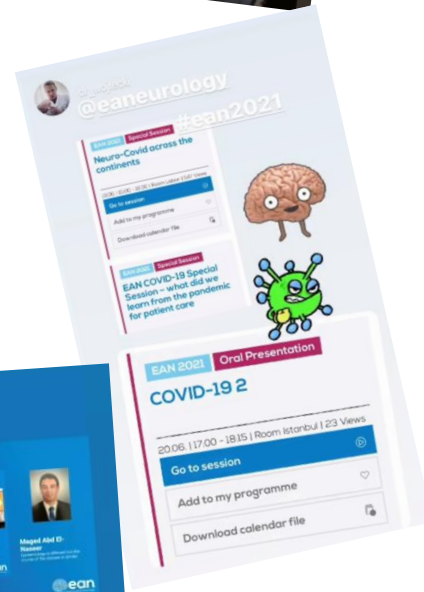 @eaneurology
#ean2021
EAN 2021 Special Session
Neuro-Covid across the
continents
Go to session
Add to my programme
Download calendar file
EAN 2021 Special Session
EAN COVID-19 Special
Session – what did we
learn from the pandemic
for patient care
EAN 2021 Oral Presentation
COVID-19 2
20.06. | 17.00 - 18.15 | Room Istanbul | 23 Views
Go to session
Add to my programme
Download calendar file
Maged Abd El-
Naseer
ean